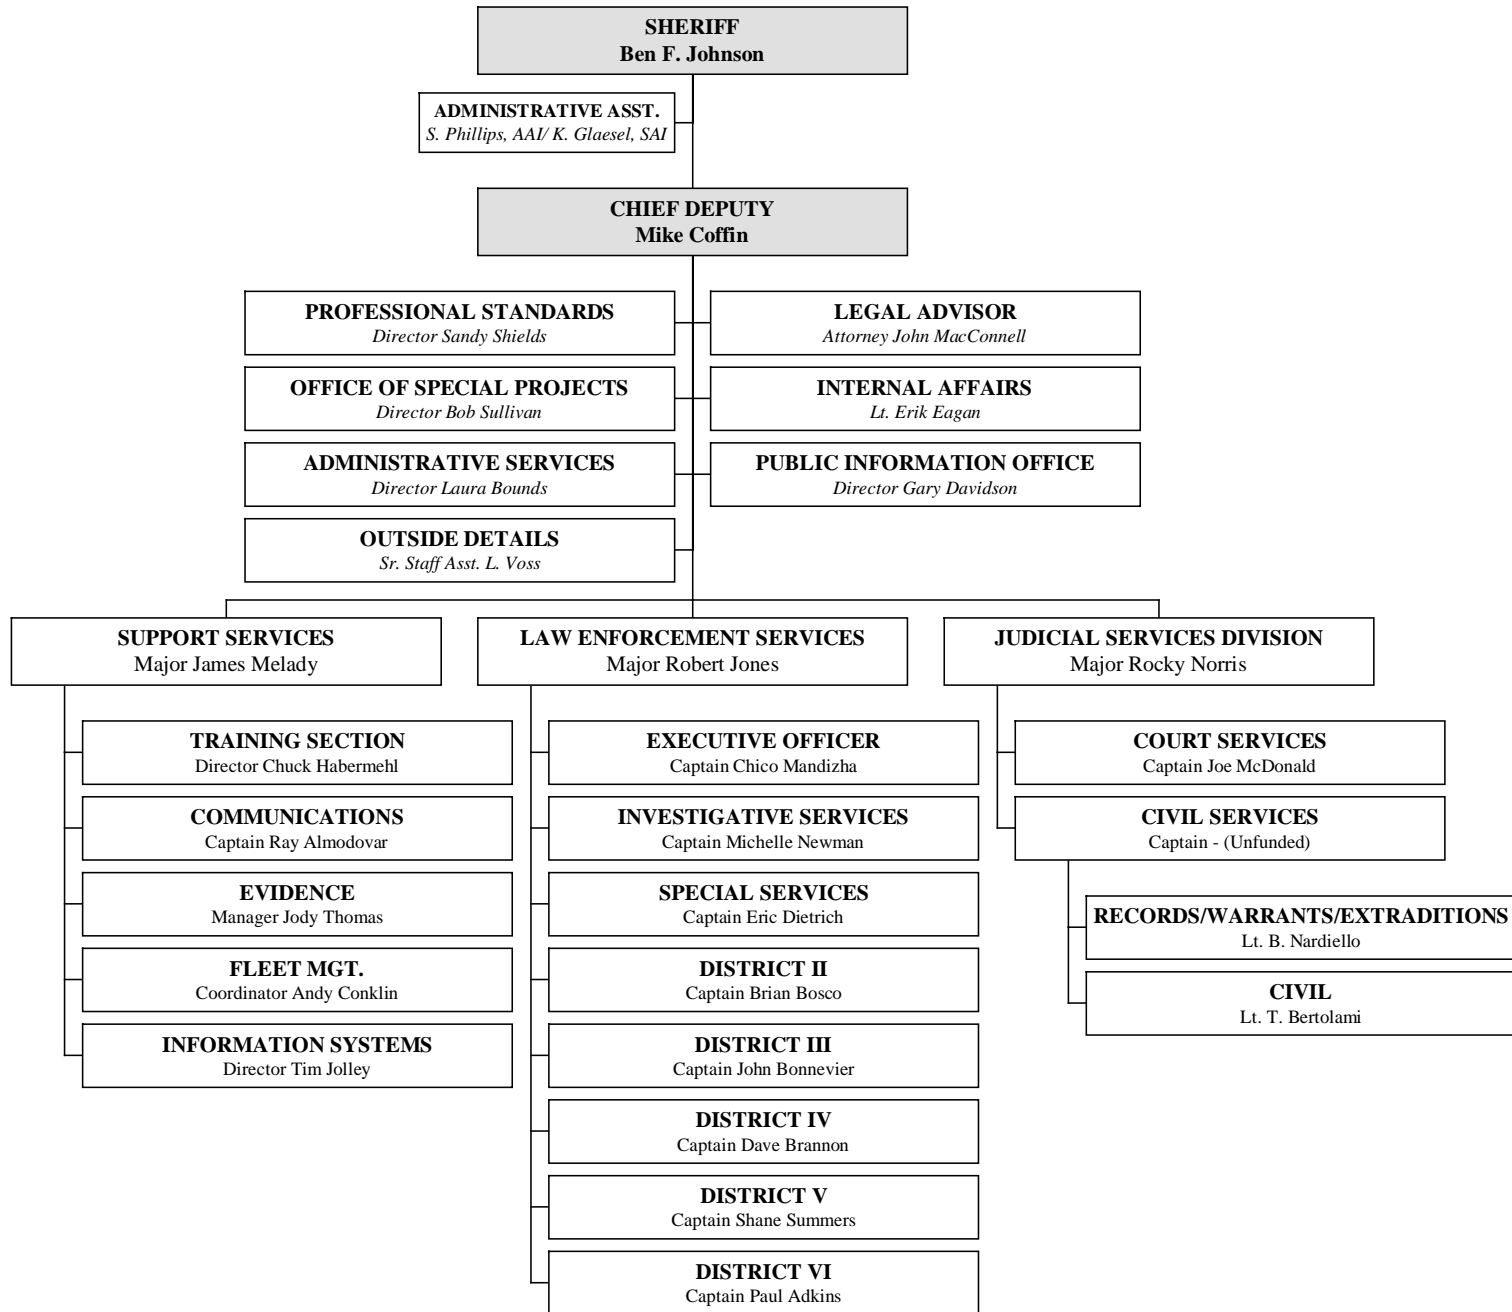 SHERIFF
Ben F. Johnson
ADMINISTRATIVE ASST.
S. Phillips, AAI/ K. Glaesel, SAI
CHIEF DEPUTY
Mike Coffin
PROFESSIONAL STANDARDS
Director Sandy Shields
LEGAL ADVISOR
Attorney John MacConnell
OFFICE OF SPECIAL PROJECTS
Director Bob Sullivan
INTERNAL AFFAIRS
Lt. Erik Eagan
ADMINISTRATIVE SERVICES
Director Laura Bounds
PUBLIC INFORMATION OFFICE
Director Gary Davidson
OUTSIDE DETAILS
Sr. Staff Asst. L. Voss
SUPPORT SERVICES
Major James Melady
TRAINING SECTION
Director Chuck Habermehl
COMMUNICATIONS
Captain Ray Almodovar
EVIDENCE
Manager Jody Thomas
FLEET MGT.
Coordinator Andy Conklin
INFORMATION SYSTEMS
Director Tim Jolley
LAW ENFORCEMENT SERVICES
Major Robert Jones
EXECUTIVE OFFICER
Captain Chico Mandizha
INVESTIGATIVE SERVICES
Captain Michelle Newman
SPECIAL SERVICES
Captain Eric Dietrich
DISTRICT II
Captain Brian Bosco
DISTRICT III
Captain John Bonnevier
DISTRICT IV
Captain Dave Brannon
DISTRICT V
Captain Shane Summers
DISTRICT VI
Captain Paul Adkins
JUDICIAL SERVICES DIVISION
Major Rocky Norris
COURT SERVICES
Captain Joe McDonald
CIVIL SERVICES
Captain - (Unfunded)
RECORDS/WARRANTS/EXTRADITIONS
Lt. B. Nardiello
CIVIL
Lt. T. Bertolami